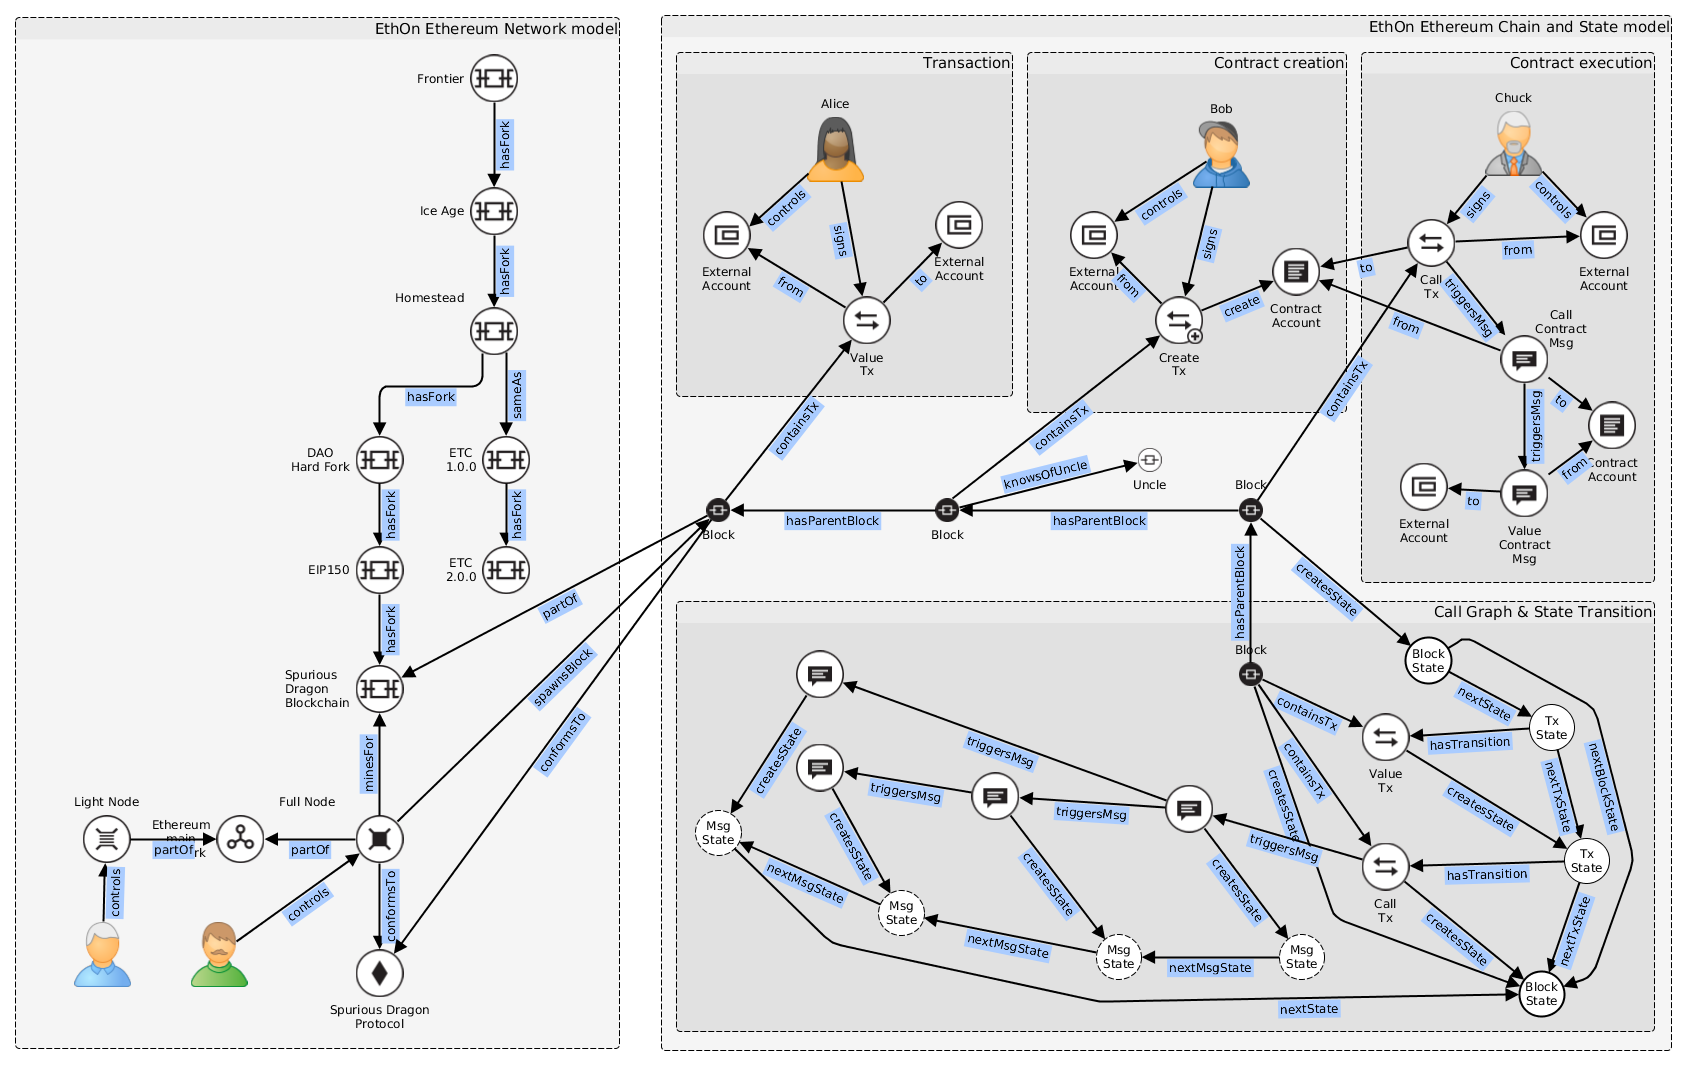 EthOn Ethereum Network model
Frontier
hasFork
Ice Age
hasFork
Homestead
hasFork
sameAs
DAO
Hard Fork
ETC
1.0.0
hasFork
hasFork
EIP150
ETC
2.0.0
hasFork
Spurious
Dragon
Blockchain
minesFor
Light Node
Full Node
Ethereum
main
rk
partOf
partOf
controls
controls
conformsTo
Spurious Dragon
Protocol
partOf
spawnsBlock
conformsTo
EthOn Ethereum Chain and State model
Transaction
Alice
controls
signs
External
Account
External
Account
from
to
Value
Tx
containsTx
Contract creation
Bob
controls
signs
External
Account
from
create
Contract
Account
Create
Tx
containsTx
Contract execution
Chuck
signs
controls
to
from
Call
Tx
External
Account
triggersMsg
from
Call
Contract
Msg
containsTx
to
triggersMsg
from
Contract
Account
to
External
Account
Value
Contract
Msg
knowsOfUncle
Uncle
Block
hasParentBlock
Block
hasParentBlock
Block
hasParentBlock
createsState
Call Graph & State Transition
Block
Block
State
nextState
containsTx
containsTx
createsState
Tx
State
hasTransition
Value
Tx
nextTxState
nextBlockState
createsState
triggersMsg
createsState
triggersMsg
triggersMsg
triggersMsg
Msg
State
createsState
createsState
createsState
Tx
State
hasTransition
Call
Tx
nextMsgState
Msg
State
nextMsgState
Msg
State
nextMsgState
Msg
State
createsState
nextTxState
Block
State
nextState